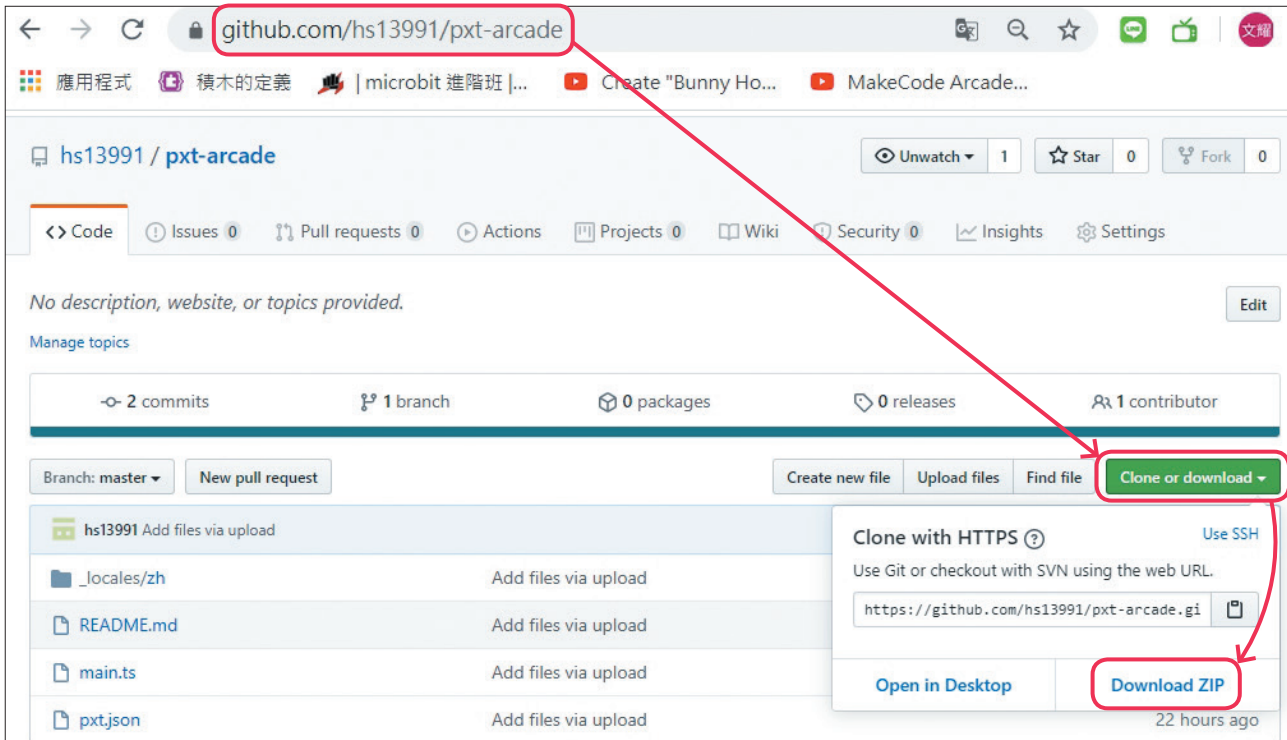 github.com/hs13991/pxt-arcade 文耀
應用程式 積木的定義 | microbit 進階班 |... Create "Bunny Ho... MakeCode Arcade...
hs13991 / pxt-arcade Unwatch 1 Star 0 Fork 0
Code Issues 0 Pull requests 0 Actions Projects 0 Wiki Security 0 Insights Settings
No description, website, or topics provided. Edit
Manage topics
2 commits 1 branch 0 packages 0 releases 1 contributor
Branch: master New pull request Create new file Upload files Find file Clone or download
hs13991 Add files via upload
Clone with HTTPS Use SSH
_locales/zh Add files via upload
Use Git or checkout with SVN using the web URL.
https://github.com/hs13991/pxt-arcade.gi
README.md Add files via upload
main.ts Add files via upload
Open in Desktop Download ZIP
pxt.json Add files via upload 22 hours ago